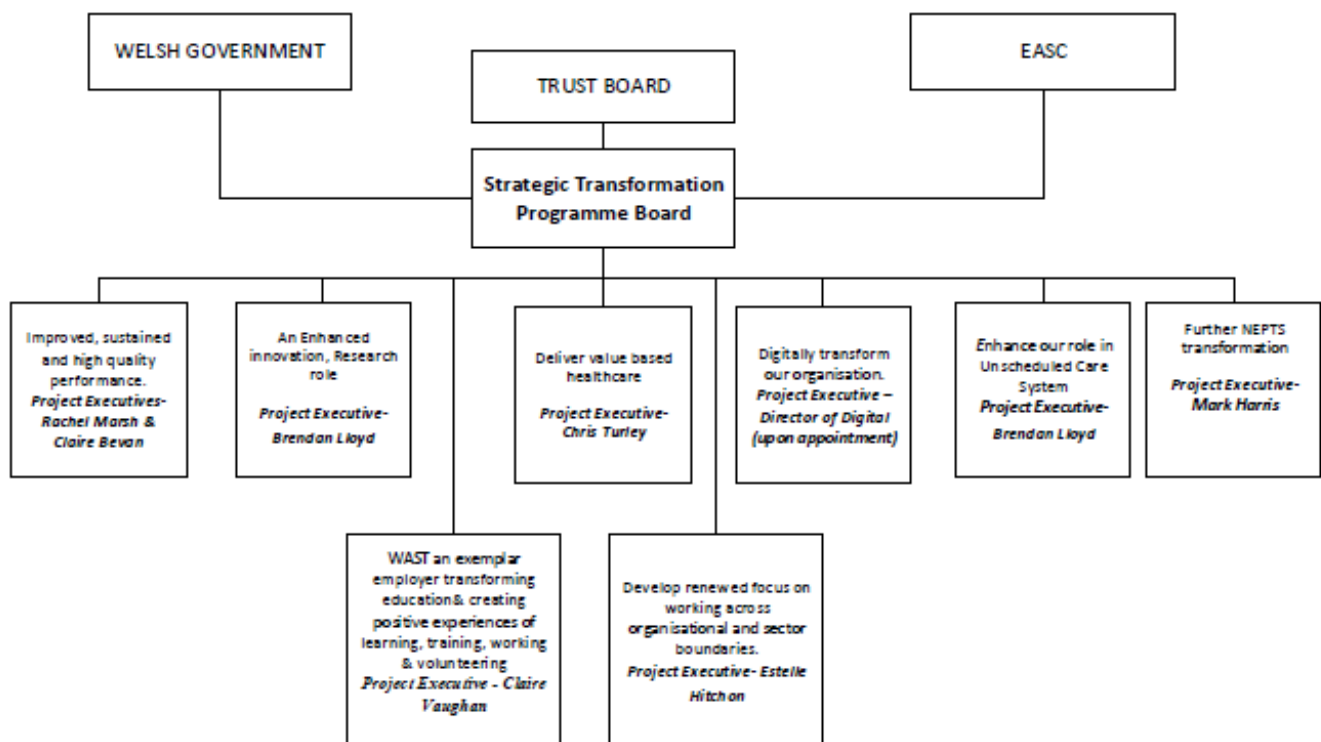 WELSH GOVERNMENT
TRUST BOARD
EASC
Strategic Transformation
Programme Board
Improved, sustained
and high quality
performance.
Project Executives-
Rachel Marsh &
Claire Bevan
An Enhanced
innovation, Research
role
Project Executive-
Brendan Lloyd
Deliver value based
healthcare
Project Executive-
Chris Turley
Digitally transform
our organisation.
Project Executive –
Director of Digital
(upon appointment)
Enhance our role in
Unscheduled Care
System
Project Executive-
Brendan Lloyd
Further NEPTS
transformation
Project Executive-
Mark Harris
WAST an exemplar
employer transforming
education& creating
positive experiences of
learning, training, working
& volunteering
Project Executive - Claire
Vaughan
Develop renewed focus on
working across
organisational and sector
boundaries.
Project Executive- Estelle
Hitchon